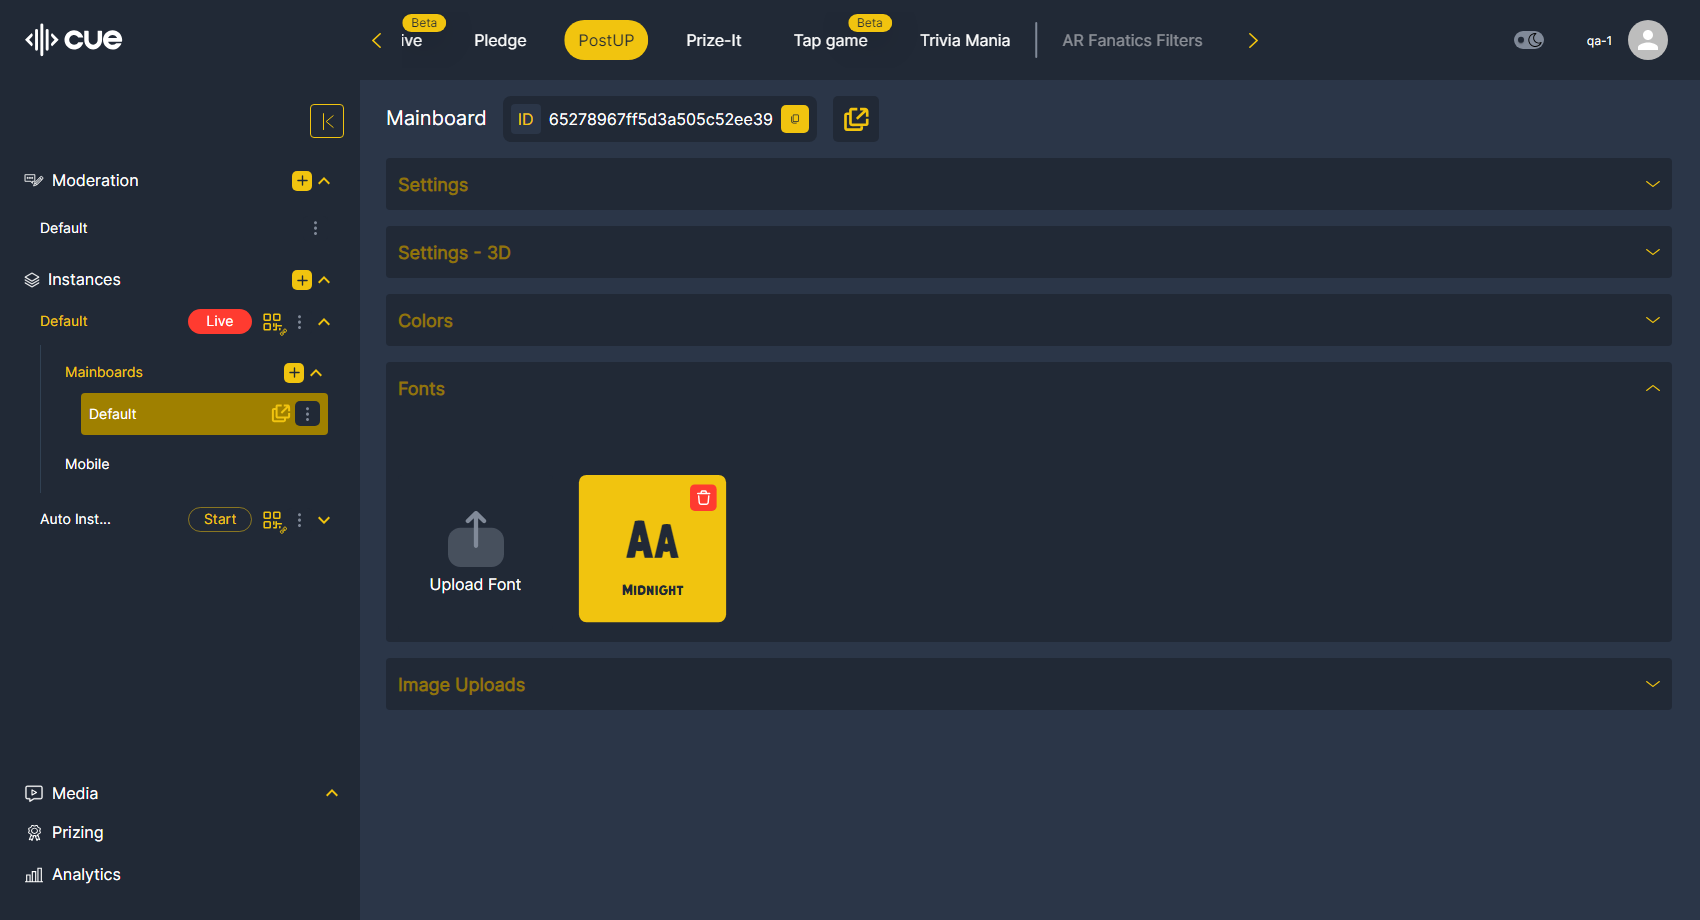 cue
Beta
ive
Pledge
PostUP
Prize-It
Beta
Tap game
Trivia Mania
AR Fanatics Filters
qa-1
Moderation
Default
Instances
Default
Live
Mainboards
Default
Mobile
Auto Inst...
Start
Media
Prizing
Analytics
Mainboard
ID 65278967ff5d3a505c52ee39
Settings
Settings - 3D
Colors
Fonts
Upload Font
AA
MIDNIGHT
Image Uploads